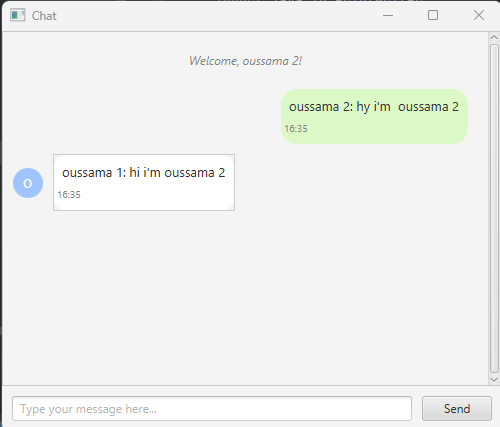 Chat
Welcome, oussama 2!
oussama 2: hy i'm  oussama 2
16:35
O
oussama 1: hi i'm oussama 2
16:35
Type your message here...
Send